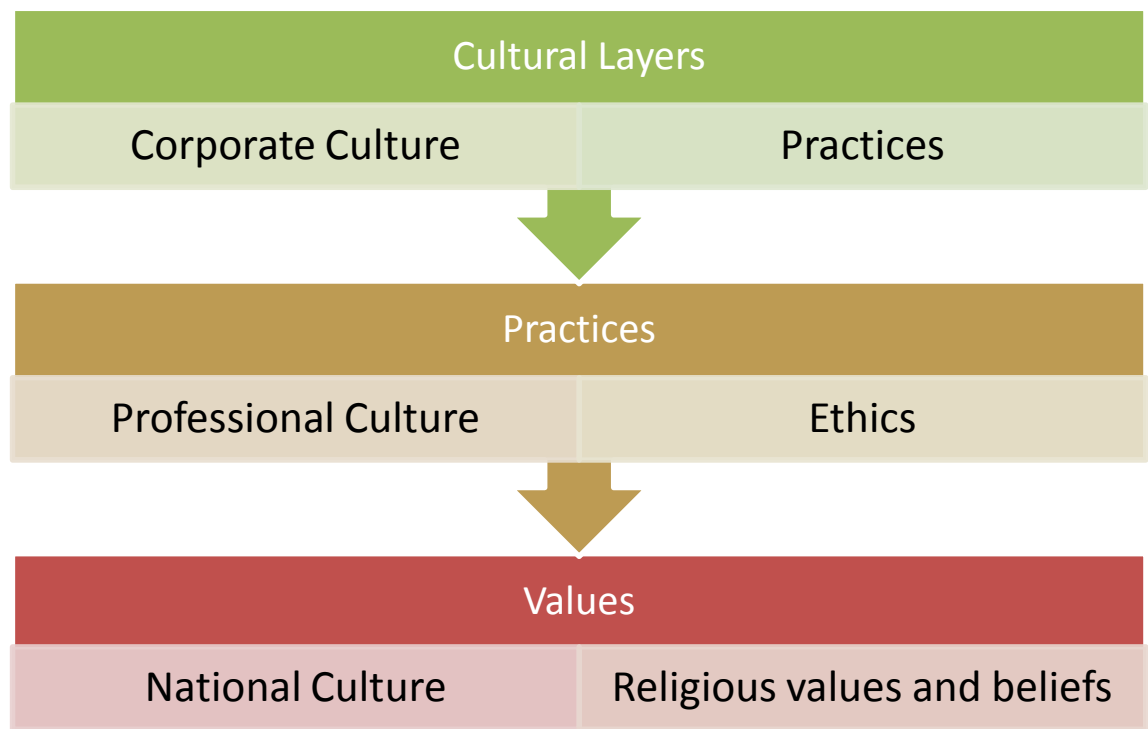 Cultural Layers
Corporate Culture
Practices
Practices
Professional Culture
Ethics
Values
National Culture
Religious values and beliefs